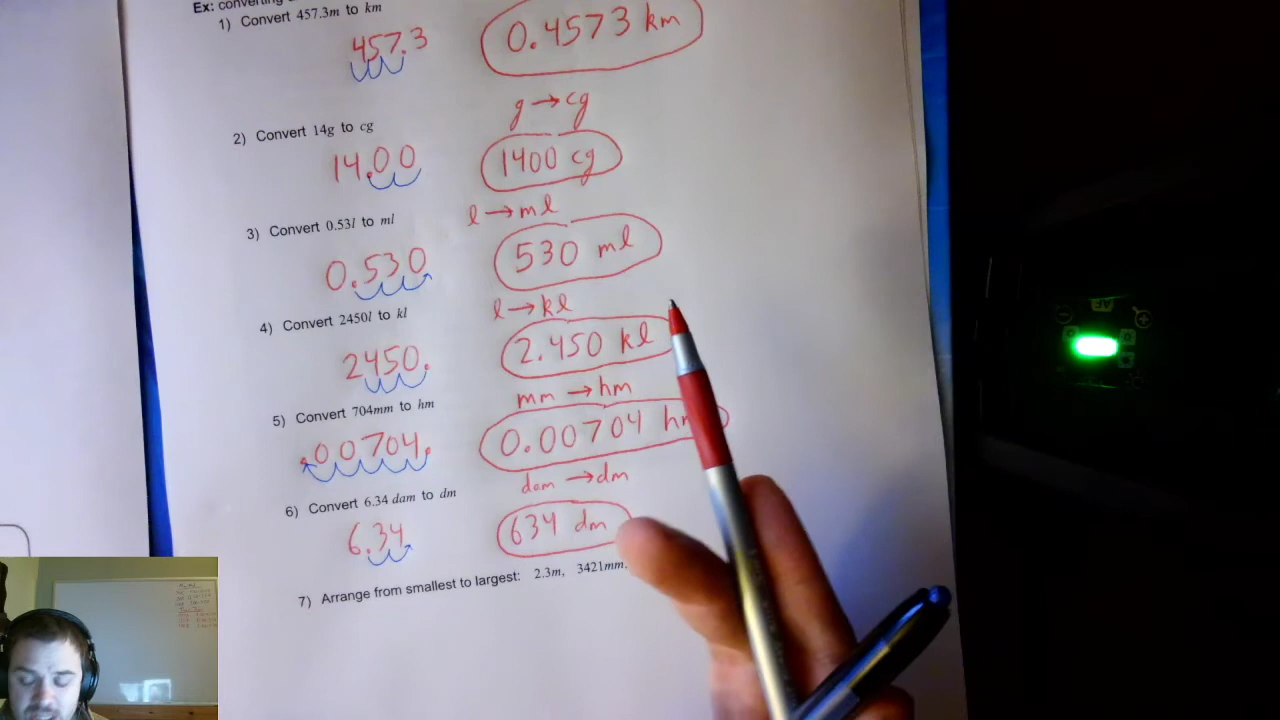 Ex: converting
1) Convert 457.3m to km
457.3
0.4573 km
g → cg
2) Convert 14g to cg
14.00
1400 cg
l → ml
3) Convert 0.53l to ml
0.530
530 ml
l → kl
4) Convert 2450l to kl
2450.
2.450 kl
mm → hm
5) Convert 704mm to hm
.00704.
0.00704 hm
dam → dm
6) Convert 6.34 dam to dm
6.34
634 dm
7) Arrange from smallest to largest: 2.3m, 3421mm,
AF